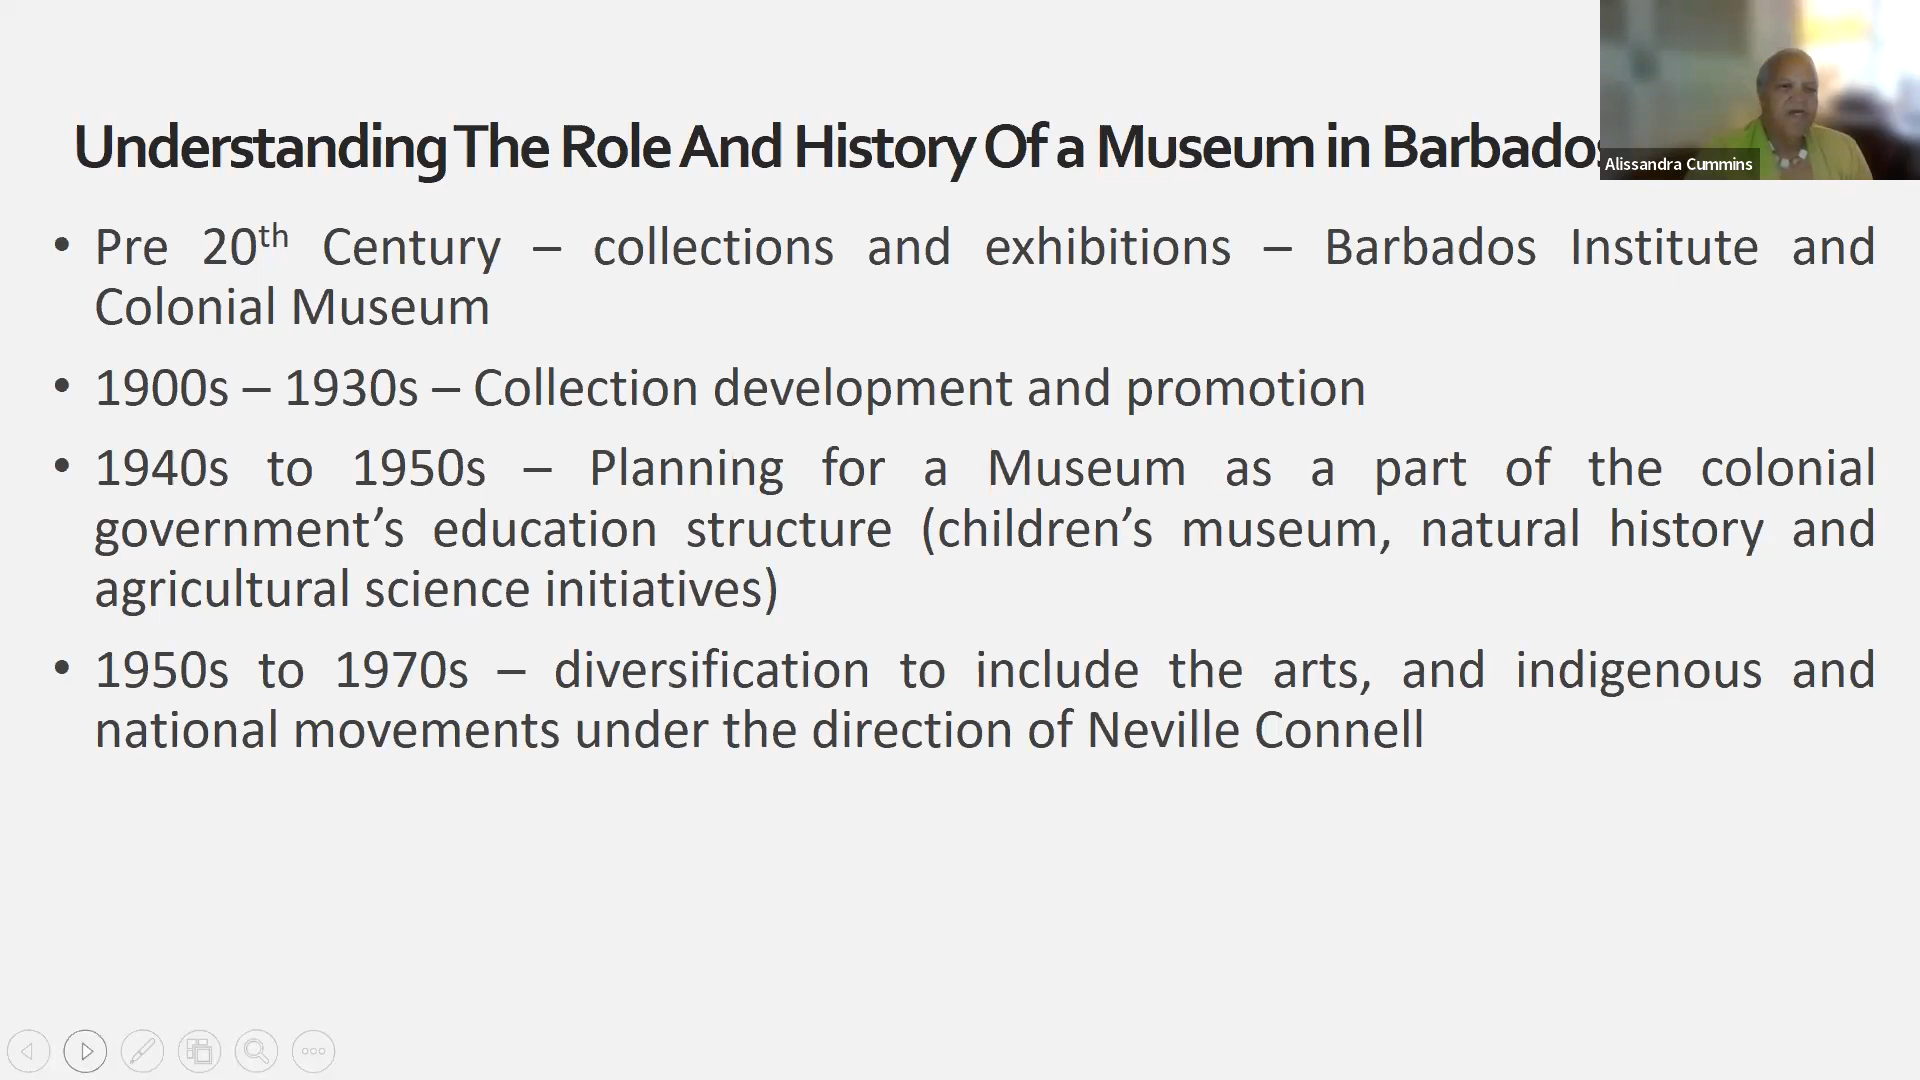 Understanding The Role And History Of a Museum in Barbados
Alissandra Cummins
• Pre 20th Century – collections and exhibitions – Barbados Institute and
Colonial Museum
• 1900s – 1930s – Collection development and promotion
• 1940s to 1950s – Planning for a Museum as a part of the colonial
government’s education structure (children’s museum, natural history and
agricultural science initiatives)
• 1950s to 1970s – diversification to include the arts, and indigenous and
national movements under the direction of Neville Connell